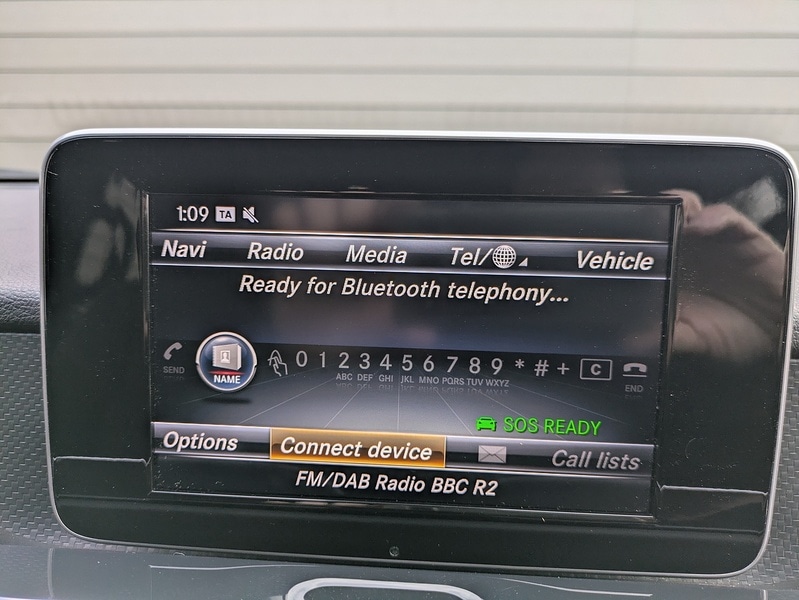 1:09 TA
Navi Radio Media Tel/ Vehicle
Ready for Bluetooth telephony...
SEND NAME 0 1 2 3 4 5 6 7 8 9 * # + C END
ABC DEF GHI JKL MNO PQRS TUV WXYZ
SOS READY
Options Connect device Call lists
FM/DAB Radio BBC R2